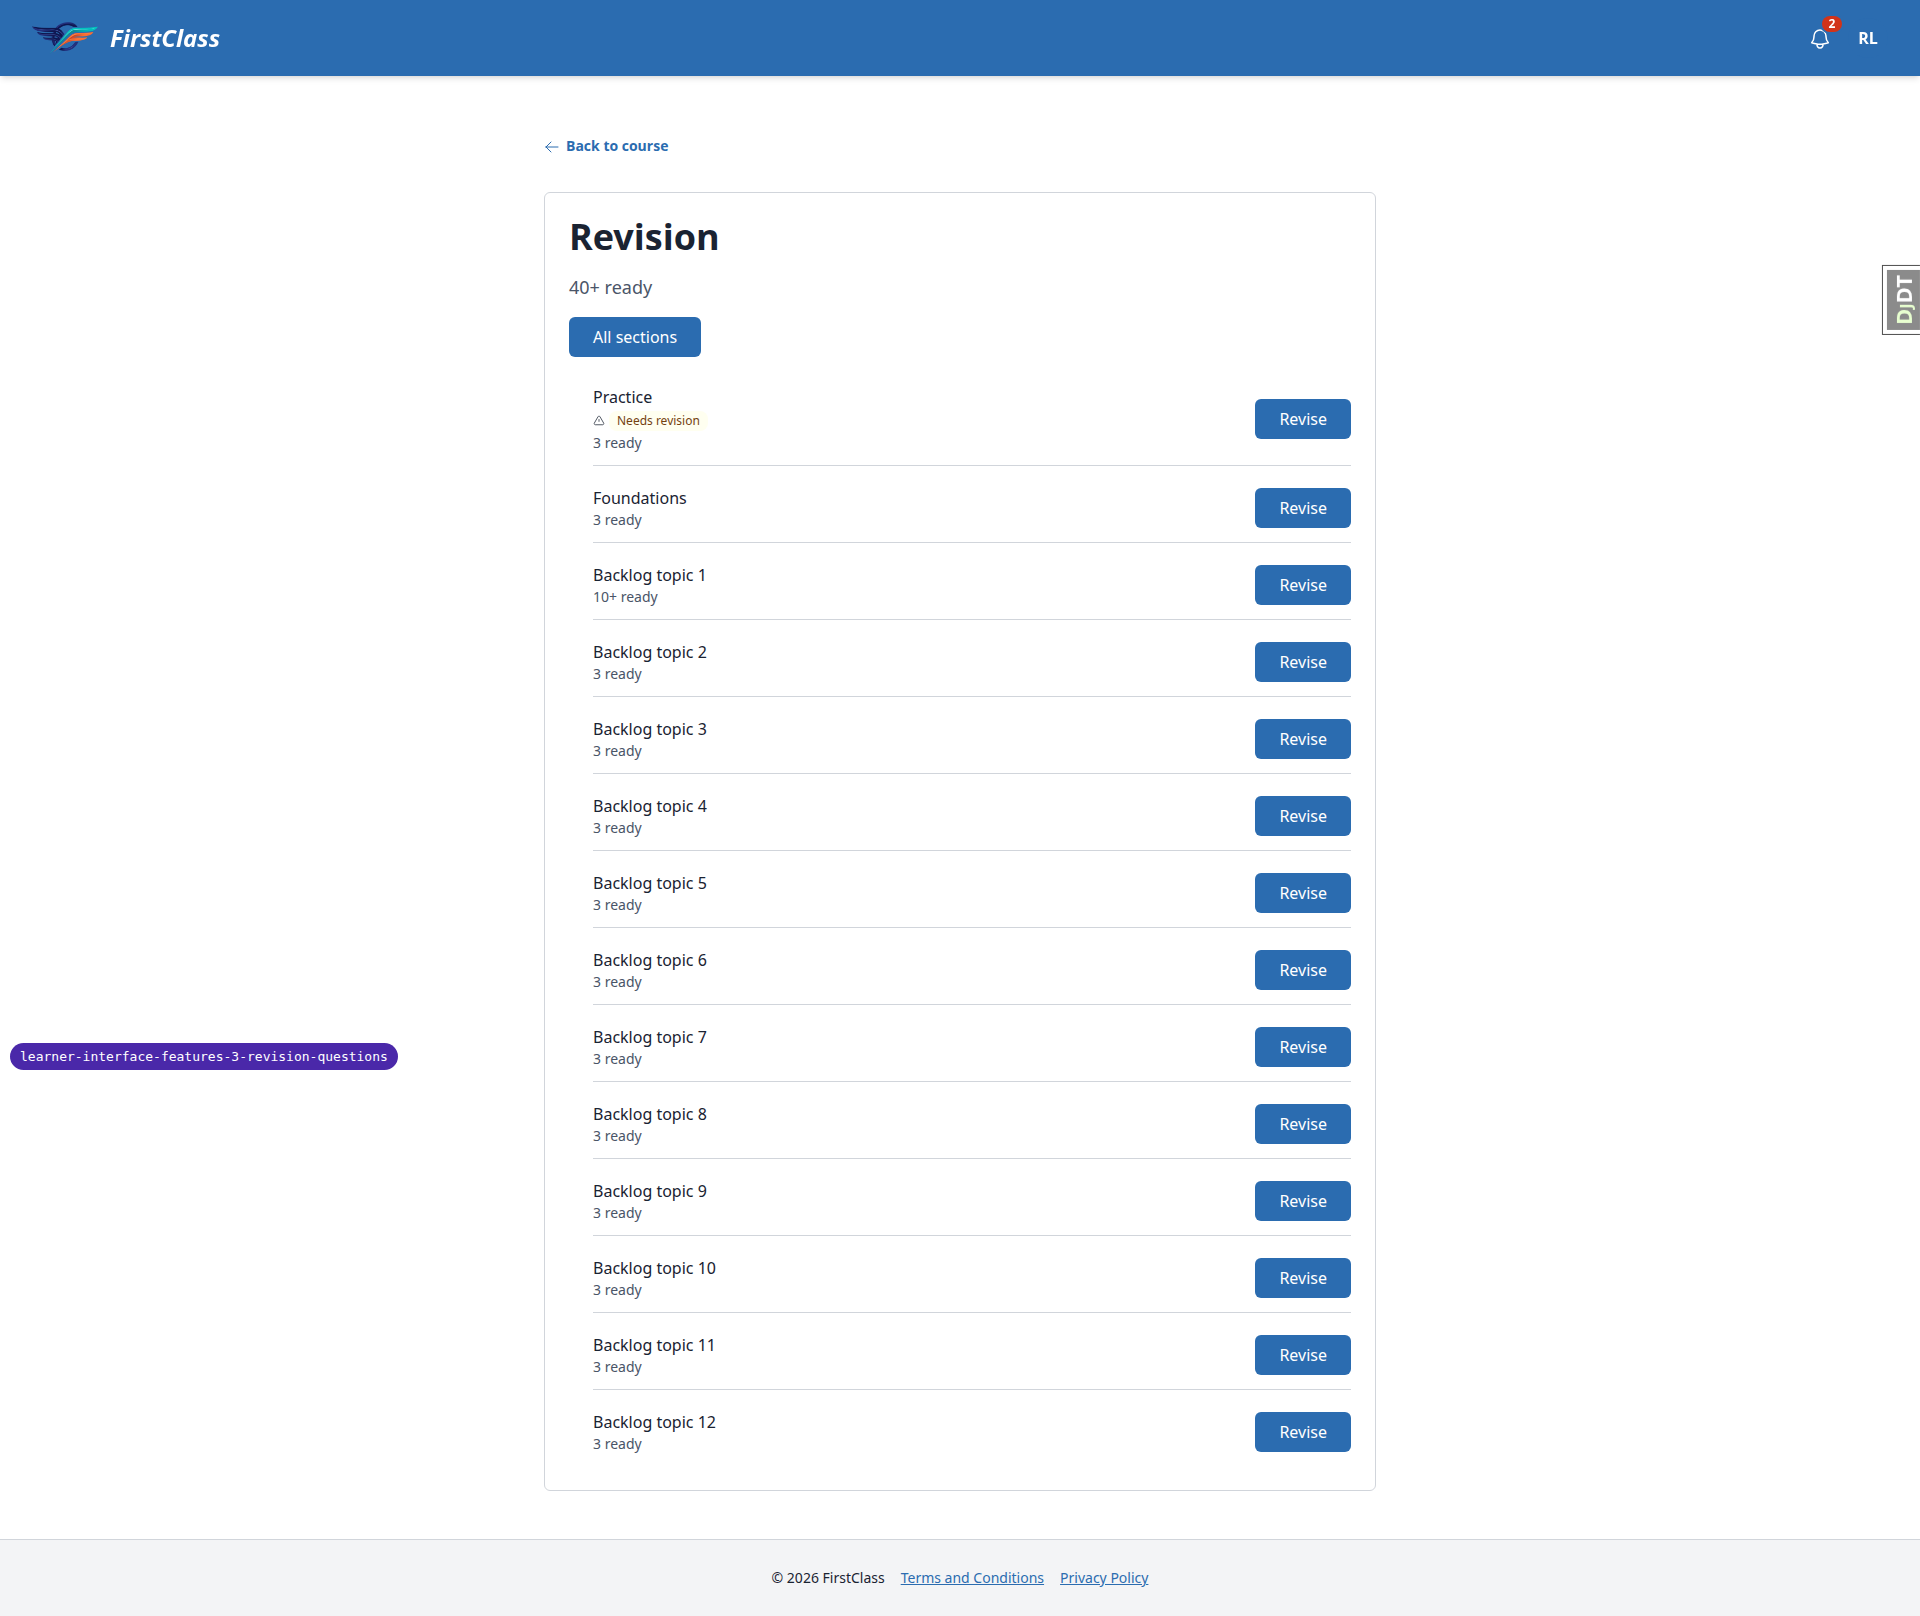 FirstClass
2
RL
Back to course
Revision
40+ ready
All sections
Practice
Needs revision
3 ready
Revise
Foundations
3 ready
Revise
Backlog topic 1
10+ ready
Revise
Backlog topic 2
3 ready
Revise
Backlog topic 3
3 ready
Revise
Backlog topic 4
3 ready
Revise
Backlog topic 5
3 ready
Revise
Backlog topic 6
3 ready
Revise
Backlog topic 7
3 ready
Revise
Backlog topic 8
3 ready
Revise
Backlog topic 9
3 ready
Revise
Backlog topic 10
3 ready
Revise
Backlog topic 11
3 ready
Revise
Backlog topic 12
3 ready
Revise
DJDT
learner-interface-features-3-revision-questions
© 2026 FirstClass Terms and Conditions Privacy Policy